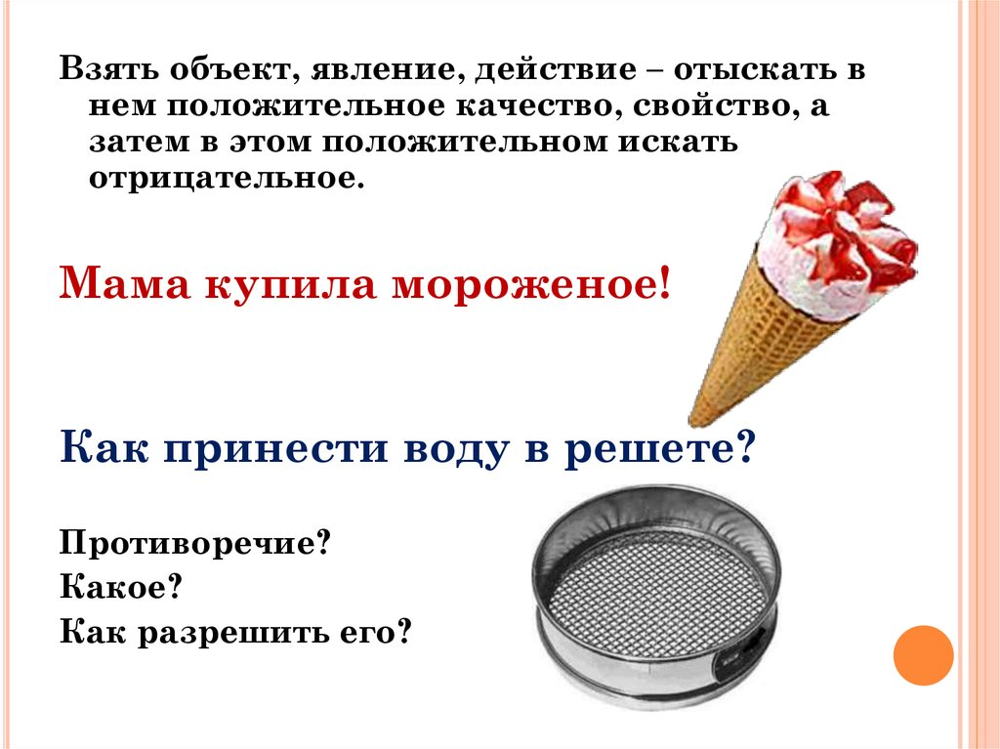 Взять объект, явление, действие – отыскать в
нем положительное качество, свойство, а
затем в этом положительном искать
отрицательное.
Мама купила мороженое!
Как принести воду в решете?
Противоречие?
Какое?
Как разрешить его?